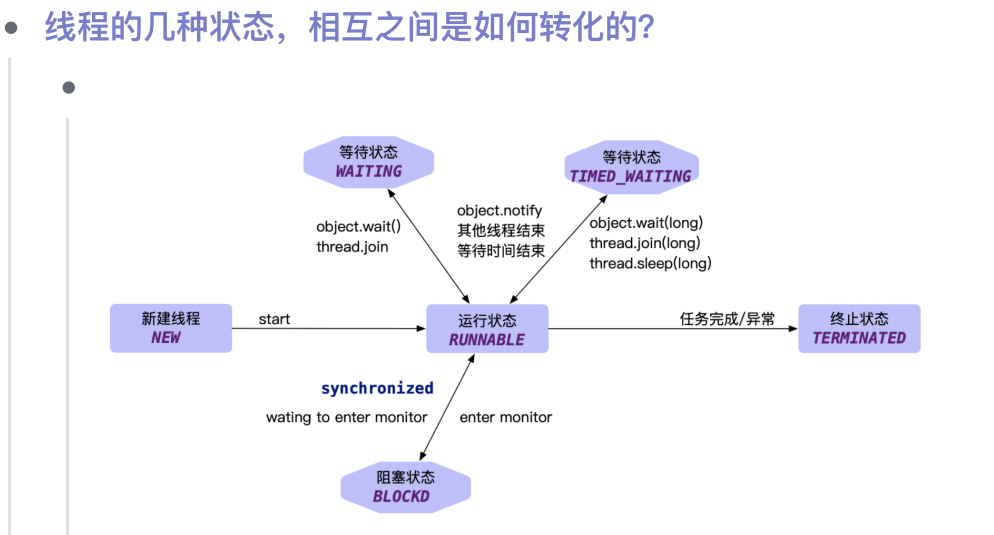 线程的几种状态，相互之间是如何转化的？
等待状态
WAITING
等待状态
TIMED_WAITING
object.wait()
thread.join
object.notify
其他线程结束
等待时间结束
object.wait(long)
thread.join(long)
thread.sleep(long)
新建线程
NEW
start
运行状态
RUNNABLE
任务完成/异常
终止状态
TERMINATED
synchronized
wating to enter monitor
enter monitor
阻塞状态
BLOCKD